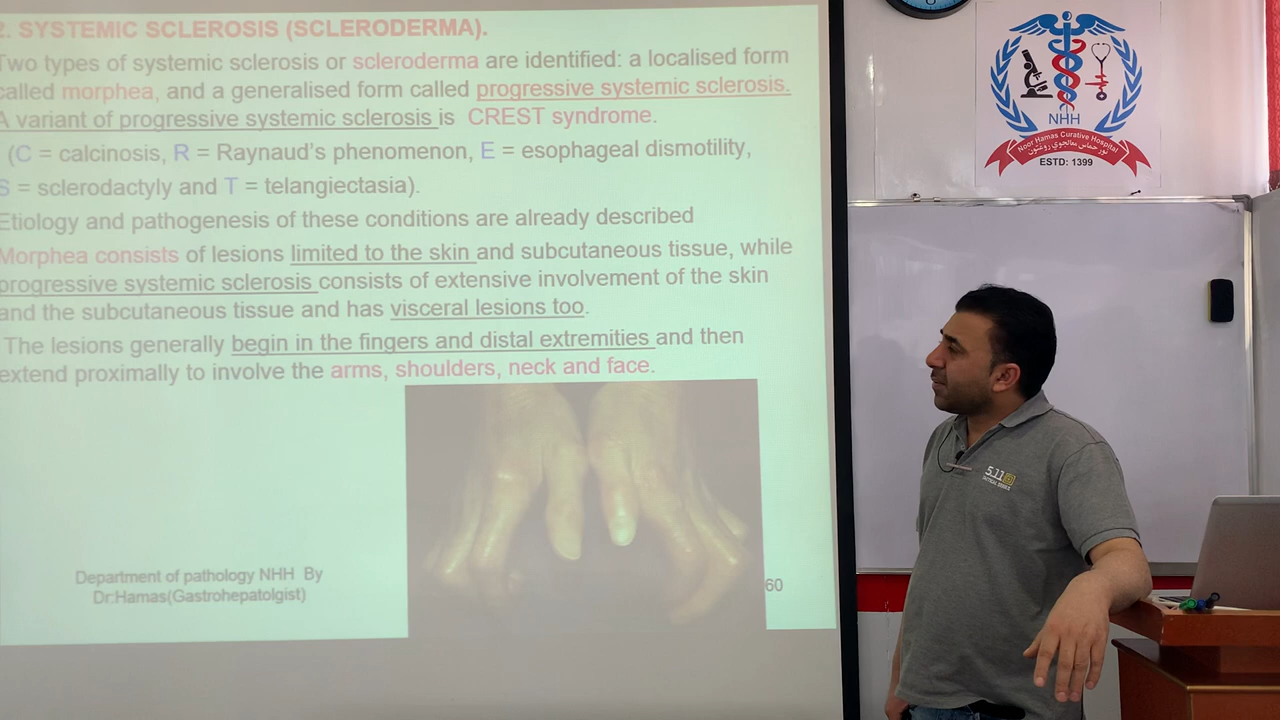 2. SYSTEMIC SCLEROSIS (SCLERODERMA).
Two types of systemic sclerosis or scleroderma are identified: a localised form
called morphea, and a generalised form called progressive systemic sclerosis.
A variant of progressive systemic sclerosis is CREST syndrome.
(C = calcinosis, R = Raynaud's phenomenon, E = esophageal dismotility,
S = sclerodactyly and T = telangiectasia).
Etiology and pathogenesis of these conditions are already described
Morphea consists of lesions limited to the skin and subcutaneous tissue, while
progressive systemic sclerosis consists of extensive involvement of the skin
and the subcutaneous tissue and has visceral lesions too.
The lesions generally begin in the fingers and distal extremities and then
extend proximally to involve the arms, shoulders, neck and face.
Department of pathology NHH By
Dr:Hamas(Gastrohepatolgist)
60
NHH
Noor Hamas Curative Hospital
نور حماس معالجوي روغتون
ESTD: 1399
5.11